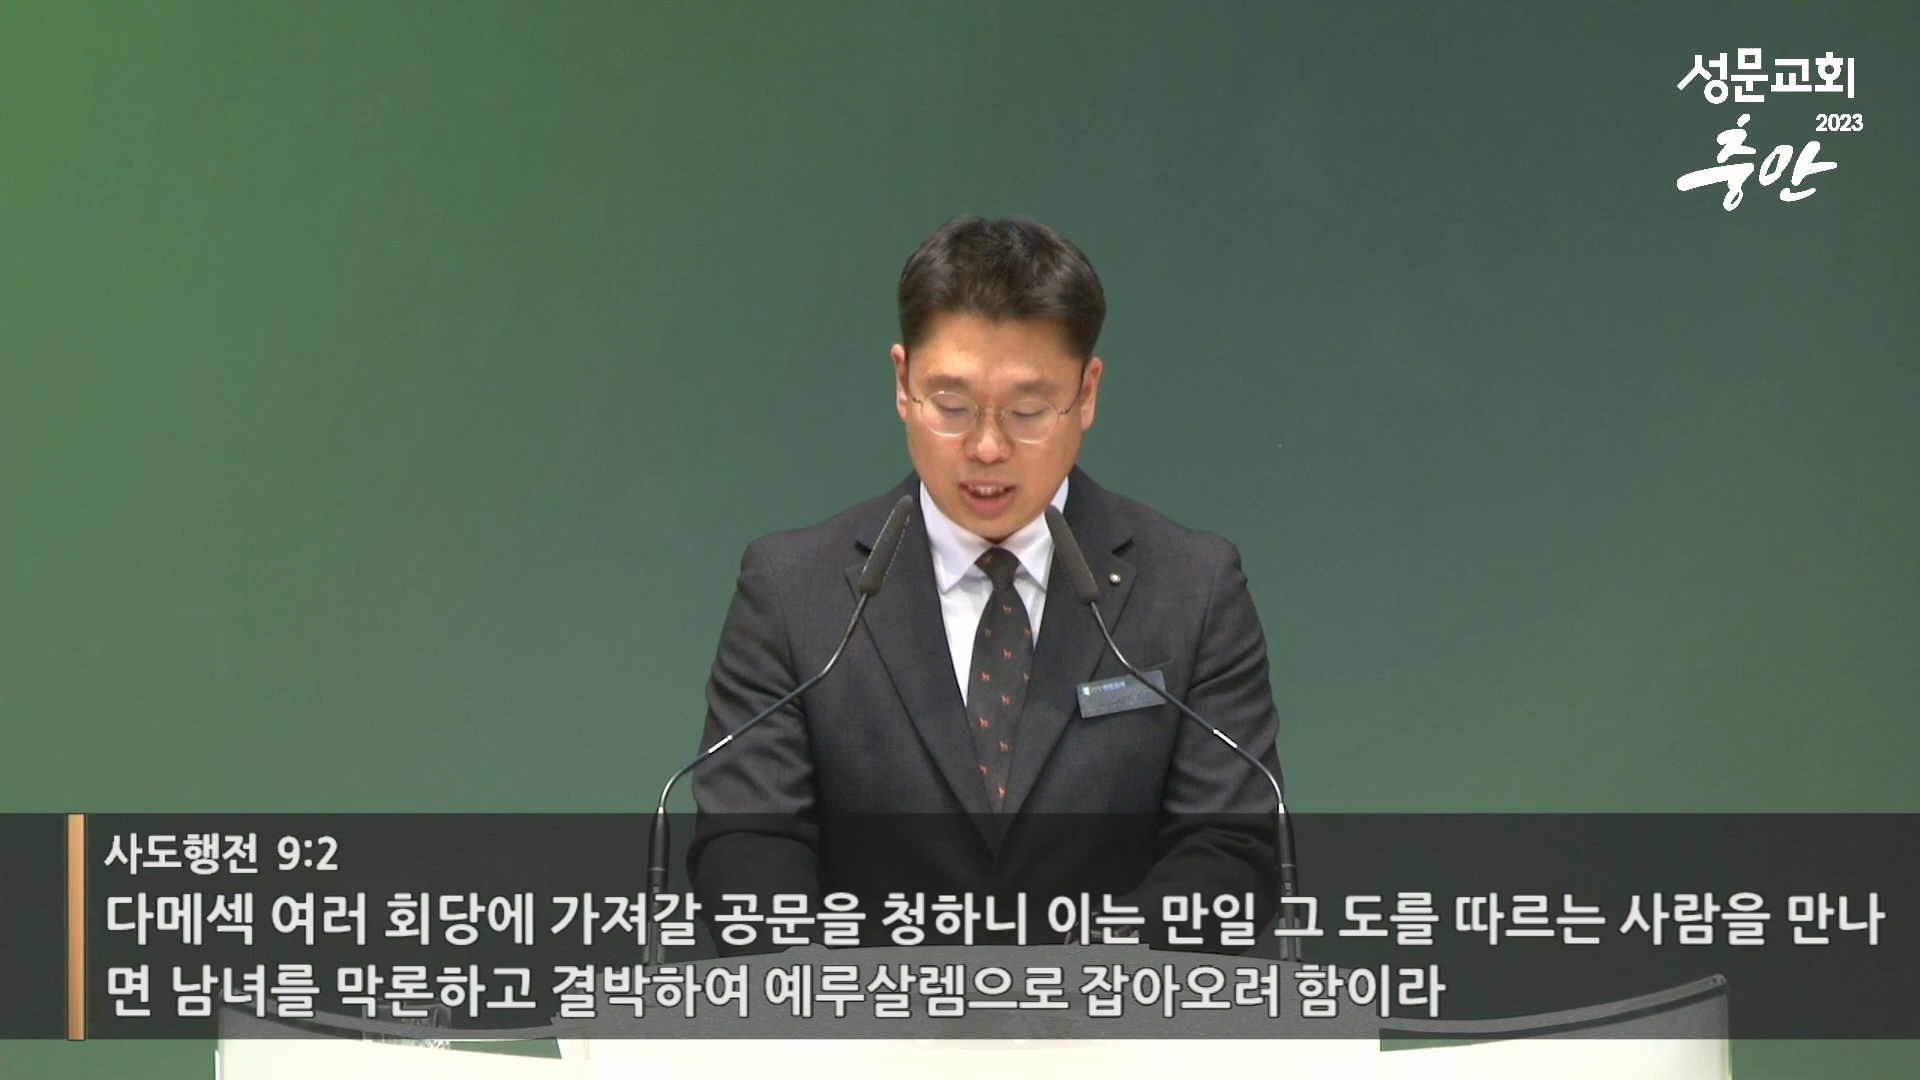 성문교회
2023
충만
사도행전 9:2
다메섹 여러 회당에 가져갈 공문을 청하니 이는 만일 그 도를 따르는 사람을 만나
면 남녀를 막론하고 결박하여 예루살렘으로 잡아오려 함이라